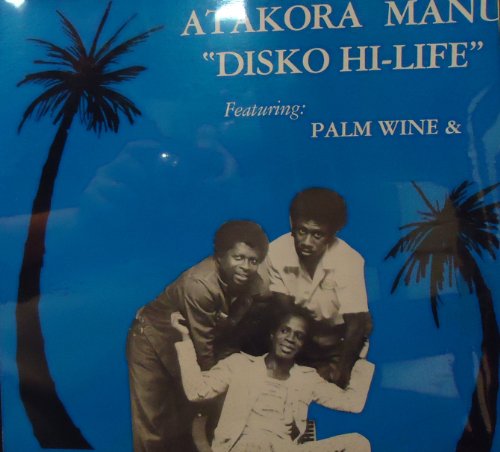 ATAKORA MANU
"DISKO HI-LIFE"
Featuring:
PALM WINE &